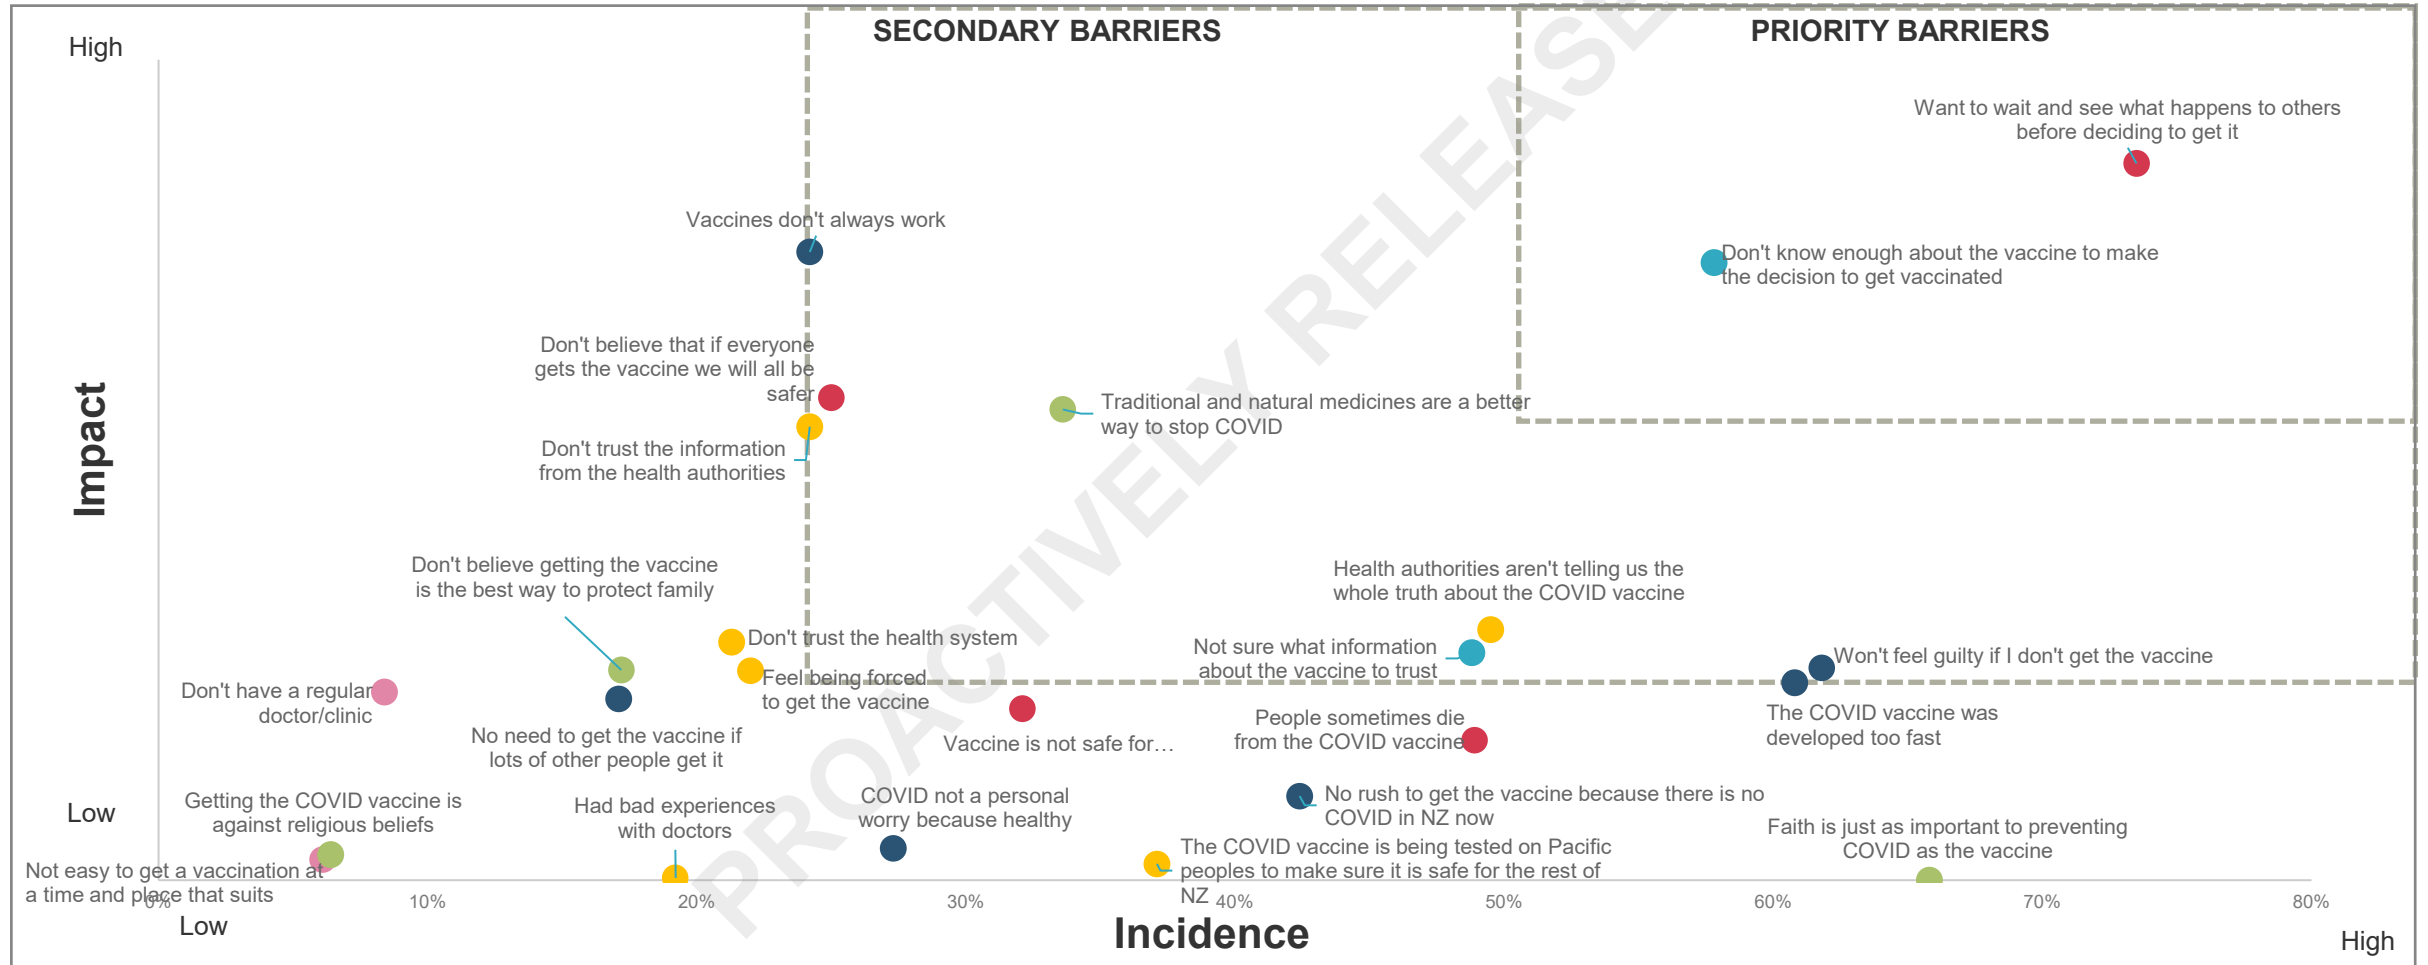 SECONDARY BARRIERS
PRIORITY BARRIERS
High
Want to wait and see what happens to others
before deciding to get it
Vaccines don't always work
Don't know enough about the vaccine to make
the decision to get vaccinated
Don't believe that if everyone
gets the vaccine we will all be
safer
Traditional and natural medicines are a better
way to stop COVID
Don't trust the information
from the health authorities
Impact
Don't believe getting the vaccine
is the best way to protect family
Health authorities aren't telling us the
whole truth about the COVID vaccine
Don't trust the health system
Not sure what information
about the vaccine to trust
Won't feel guilty if I don't get the vaccine
Feel being forced
to get the vaccine
Don't have a regular
doctor/clinic
No need to get the vaccine if
lots of other people get it
Vaccine is not safe for…
People sometimes die
from the COVID vaccine
The COVID vaccine was
developed too fast
Low
Getting the COVID vaccine is
against religious beliefs
Had bad experiences
with doctors
COVID not a personal
worry because healthy
No rush to get the vaccine because there is no
COVID in NZ now
Faith is just as important to preventing
COVID as the vaccine
The COVID vaccine is being tested on Pacific
peoples to make sure it is safe for the rest of
NZ
Not easy to get a vaccination at
a time and place that suits
0%
10%
20%
30%
40%
50%
60%
70%
80%
Low
Incidence
High
PROACTIVELY RELEASE